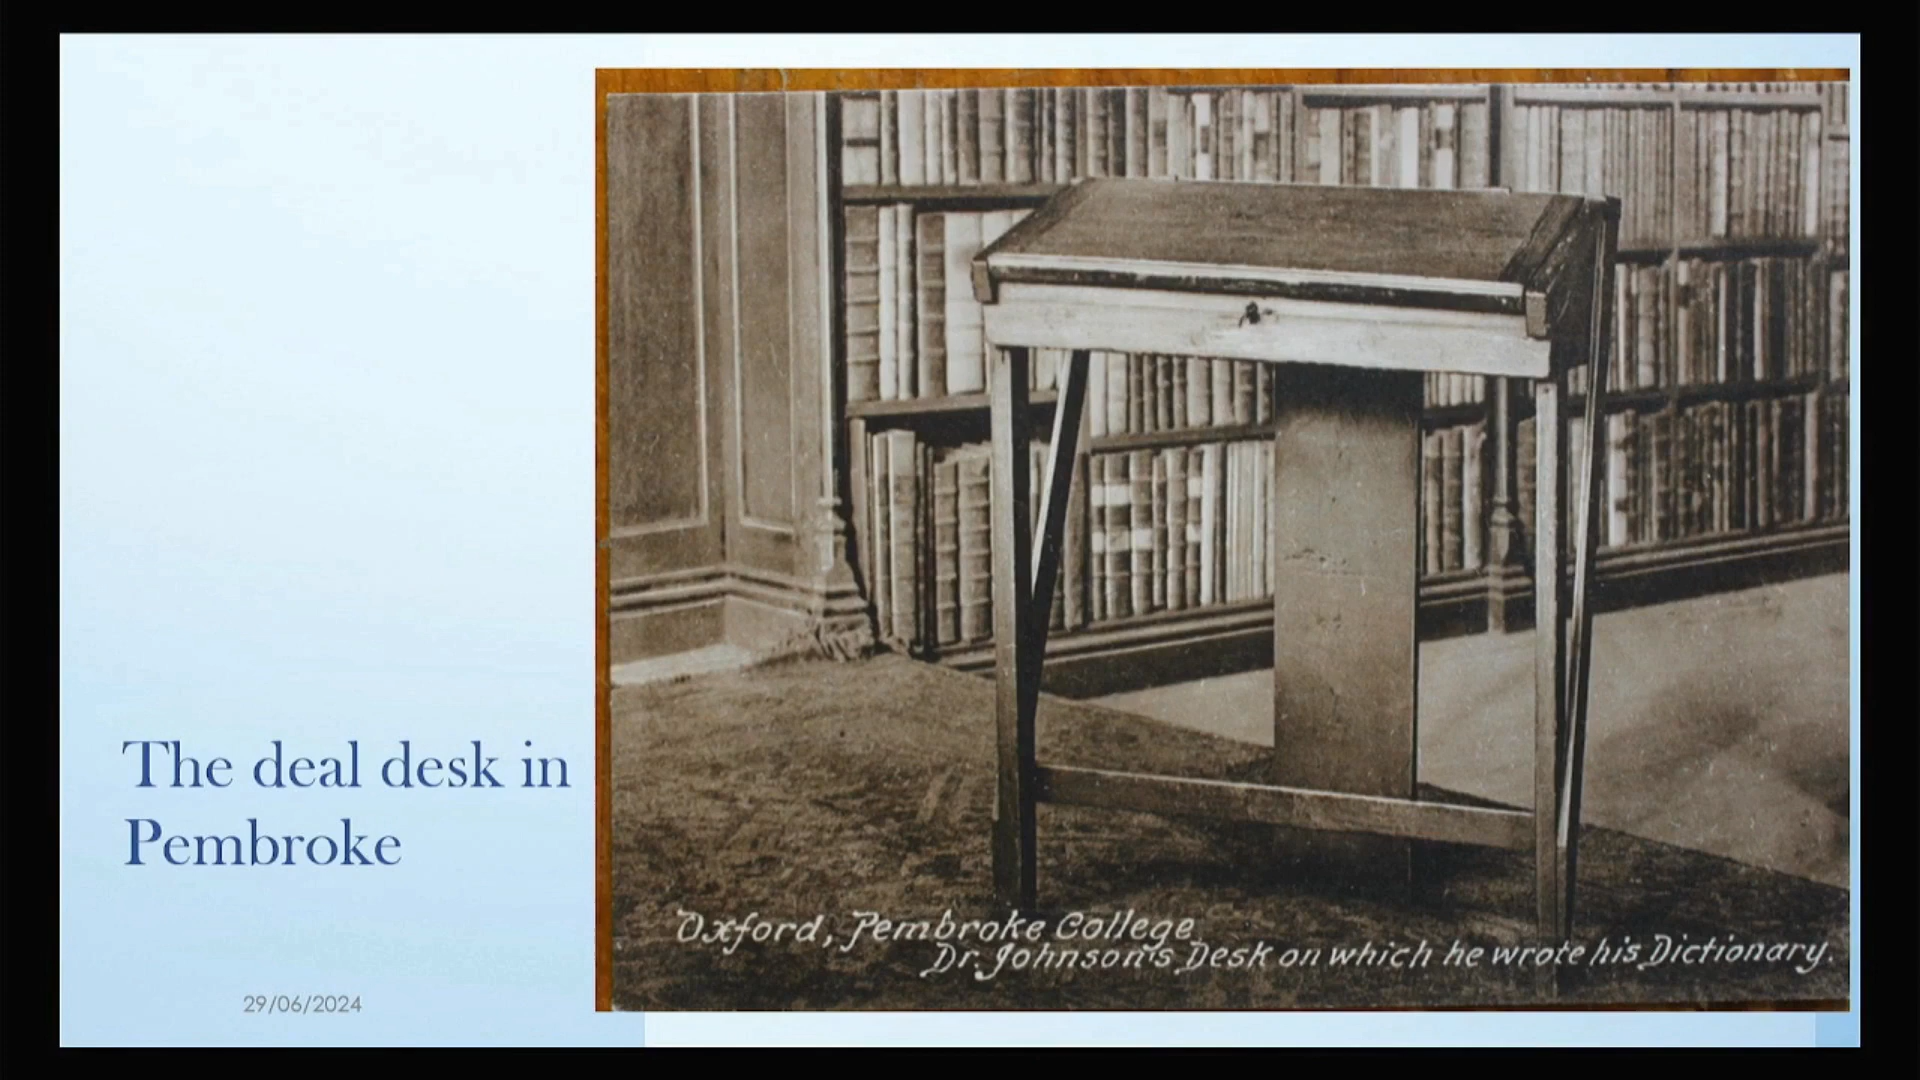 The deal desk in
Pembroke
29/06/2024
Oxford, Pembroke College
Dr. Johnson's Desk on which he wrote his Dictionary.